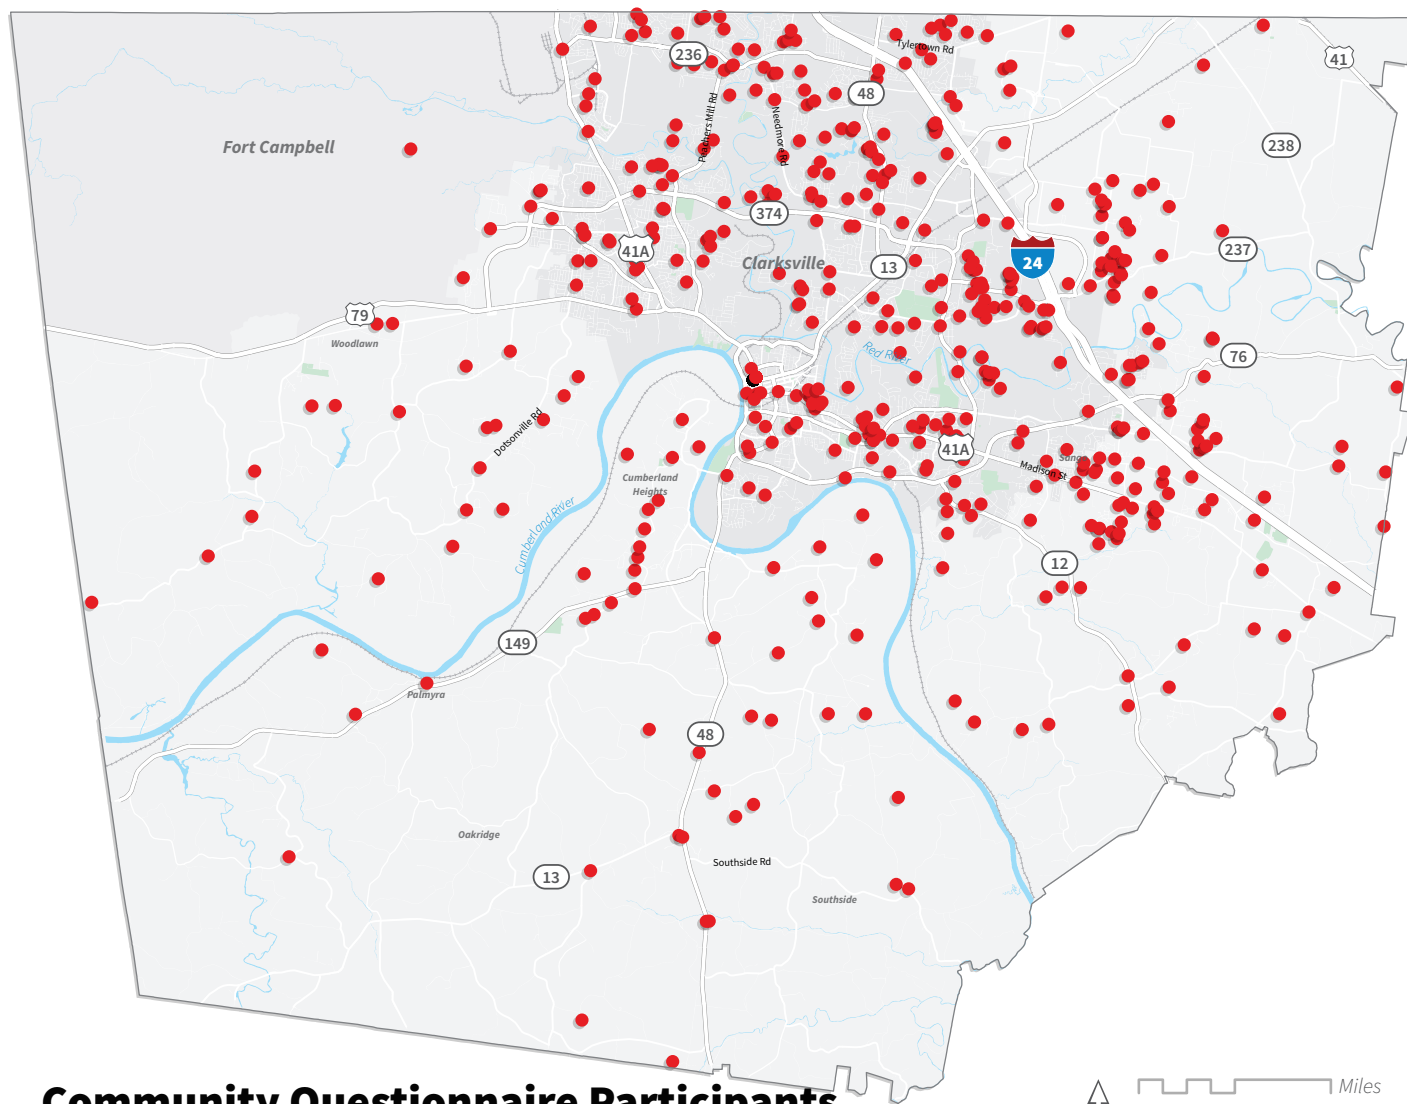 41
236
Tylertown Rd
48
Peachers Mill Rd
Needmore Rd
Fort Campbell
238
374
41A
Clarksville
13
24
237
79
Woodlawn
Red River
76
Dotsonville Rd
41A
Sango
Madison St
Cumberland
Heights
Cumberland River
12
149
Palmyra
48
Oakridge
Southside Rd
13
Southside
Community Questionnaire Participants
Miles